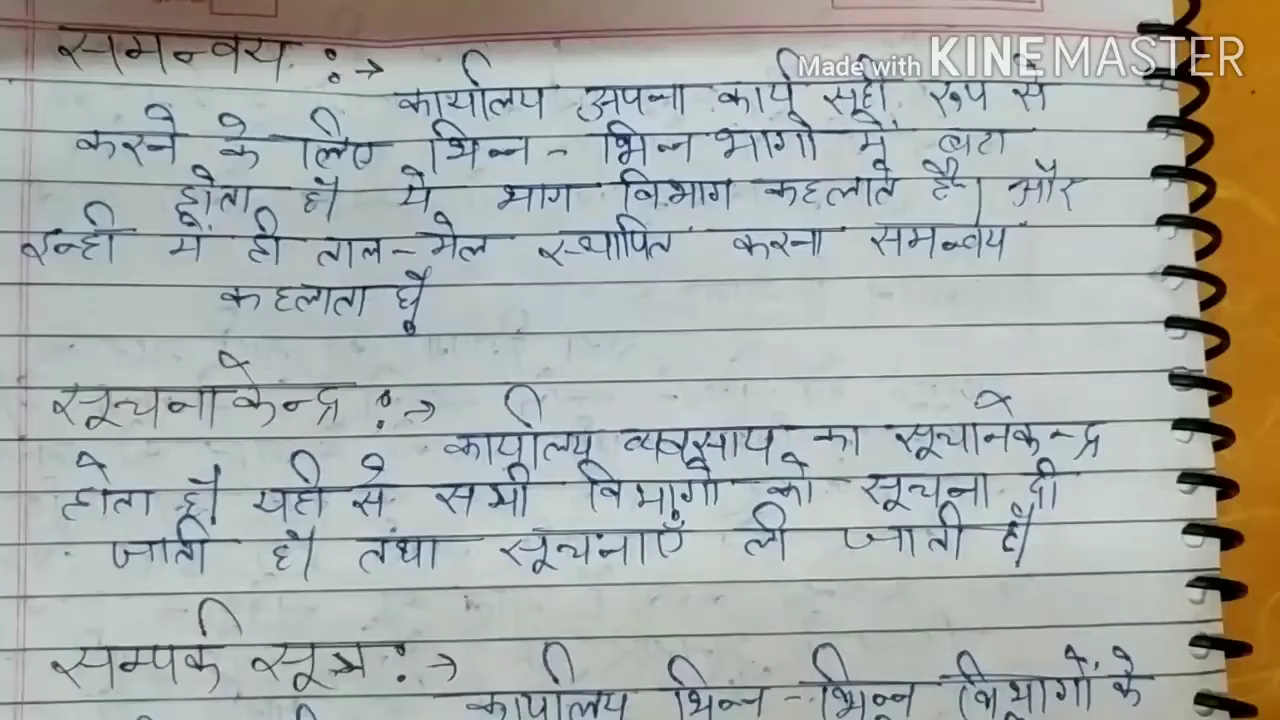 Made with KINEMASTER
समन्वय :→
कार्यालय अपना कार्य सही रूप से
करने के लिए भिन्न - भिन्न भागों में बटा
होता है। ये भाग विभाग कहलाते है। और
इन्ही में ही ताल-मेल स्थापित करना समन्वय
कहलाता है
सूचनाकेन्द्र :→
कार्यालय व्यवसाय का सूचानेकन्द्र
होता है। यही से सभी विभागों को सूचना दी
जाती है। तथा सूचनाएँ ली जाती है।
सम्पर्क सूत्र :→
कार्यालय भिन्न - भिन्न विभागों के